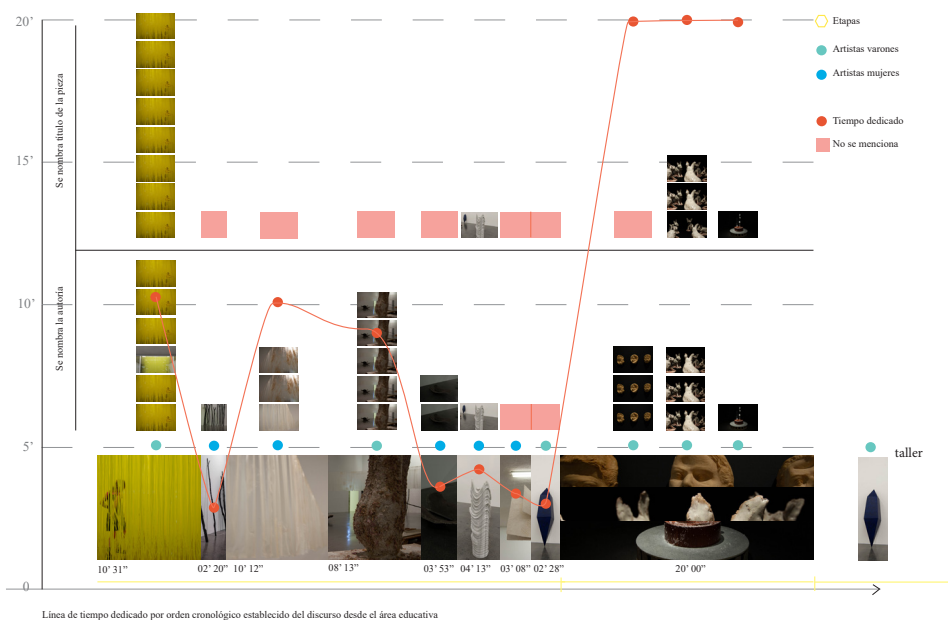 20’
15’
10’
5’
0
Se nombra título de la pieza
Se nombra la autoría
Etapas
Artistas varones
Artistas mujeres
Tiempo dedicado
No se menciona
taller
10’ 31”
02’ 20”
10’ 12”
08’ 13”
03’ 53”
04’ 13”
03’ 08”
02’ 28”
20’ 00”
Línea de tiempo dedicado por orden cronológico establecido del discurso desde el área educativa